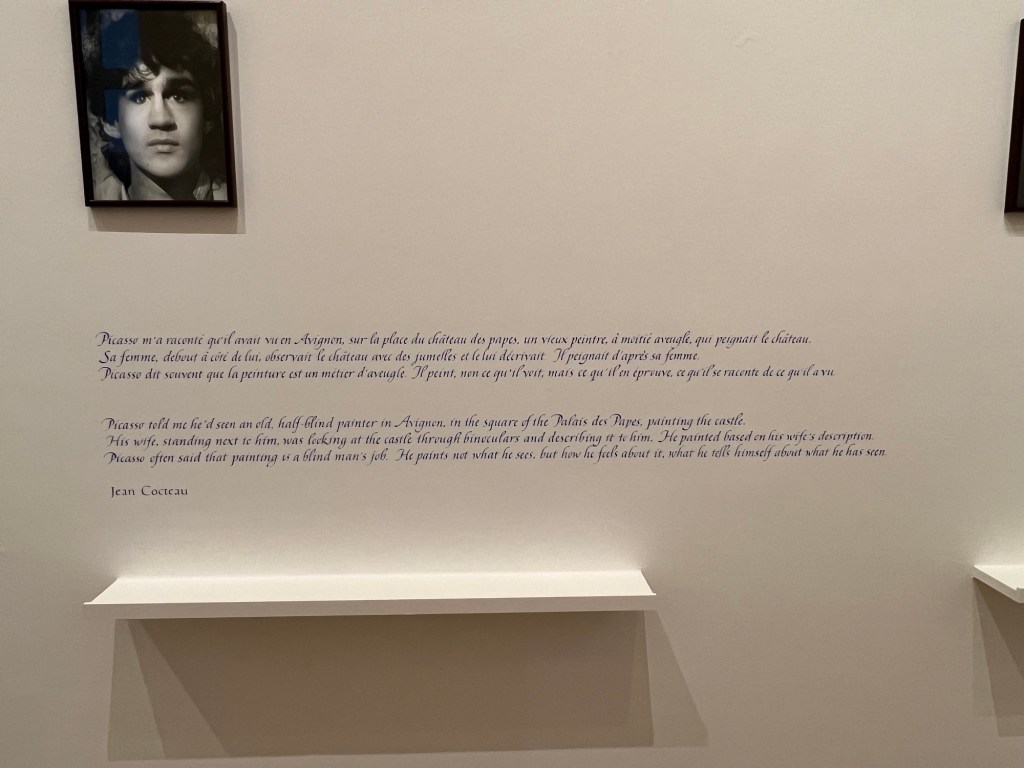 Picasso m'a raconté qu'il avait vu en Avignon, sur la place du château des papes, un vieux peintre, à moitié aveugle, qui peignait le château.
Sa femme, debout à côté de lui, observait le château avec des jumelles et le lui décrivait. Il peignait d'après sa femme.
Picasso dit souvent que la peinture est un métier d'aveugle. Il peint, non ce qu'il voit, mais ce qu'il en éprouve, ce qu'il se raconte de ce qu'il a vu.
Picasso told me he'd seen an old, half-blind painter in Avignon, in the square of the Palais des Papes, painting the castle.
His wife, standing next to him, was looking at the castle through binoculars and describing it to him. He painted based on his wife's description.
Picasso often said that painting is a blind man's job. He paints not what he sees, but how he feels about it, what he tells himself about what he has seen.
Jean Cocteau